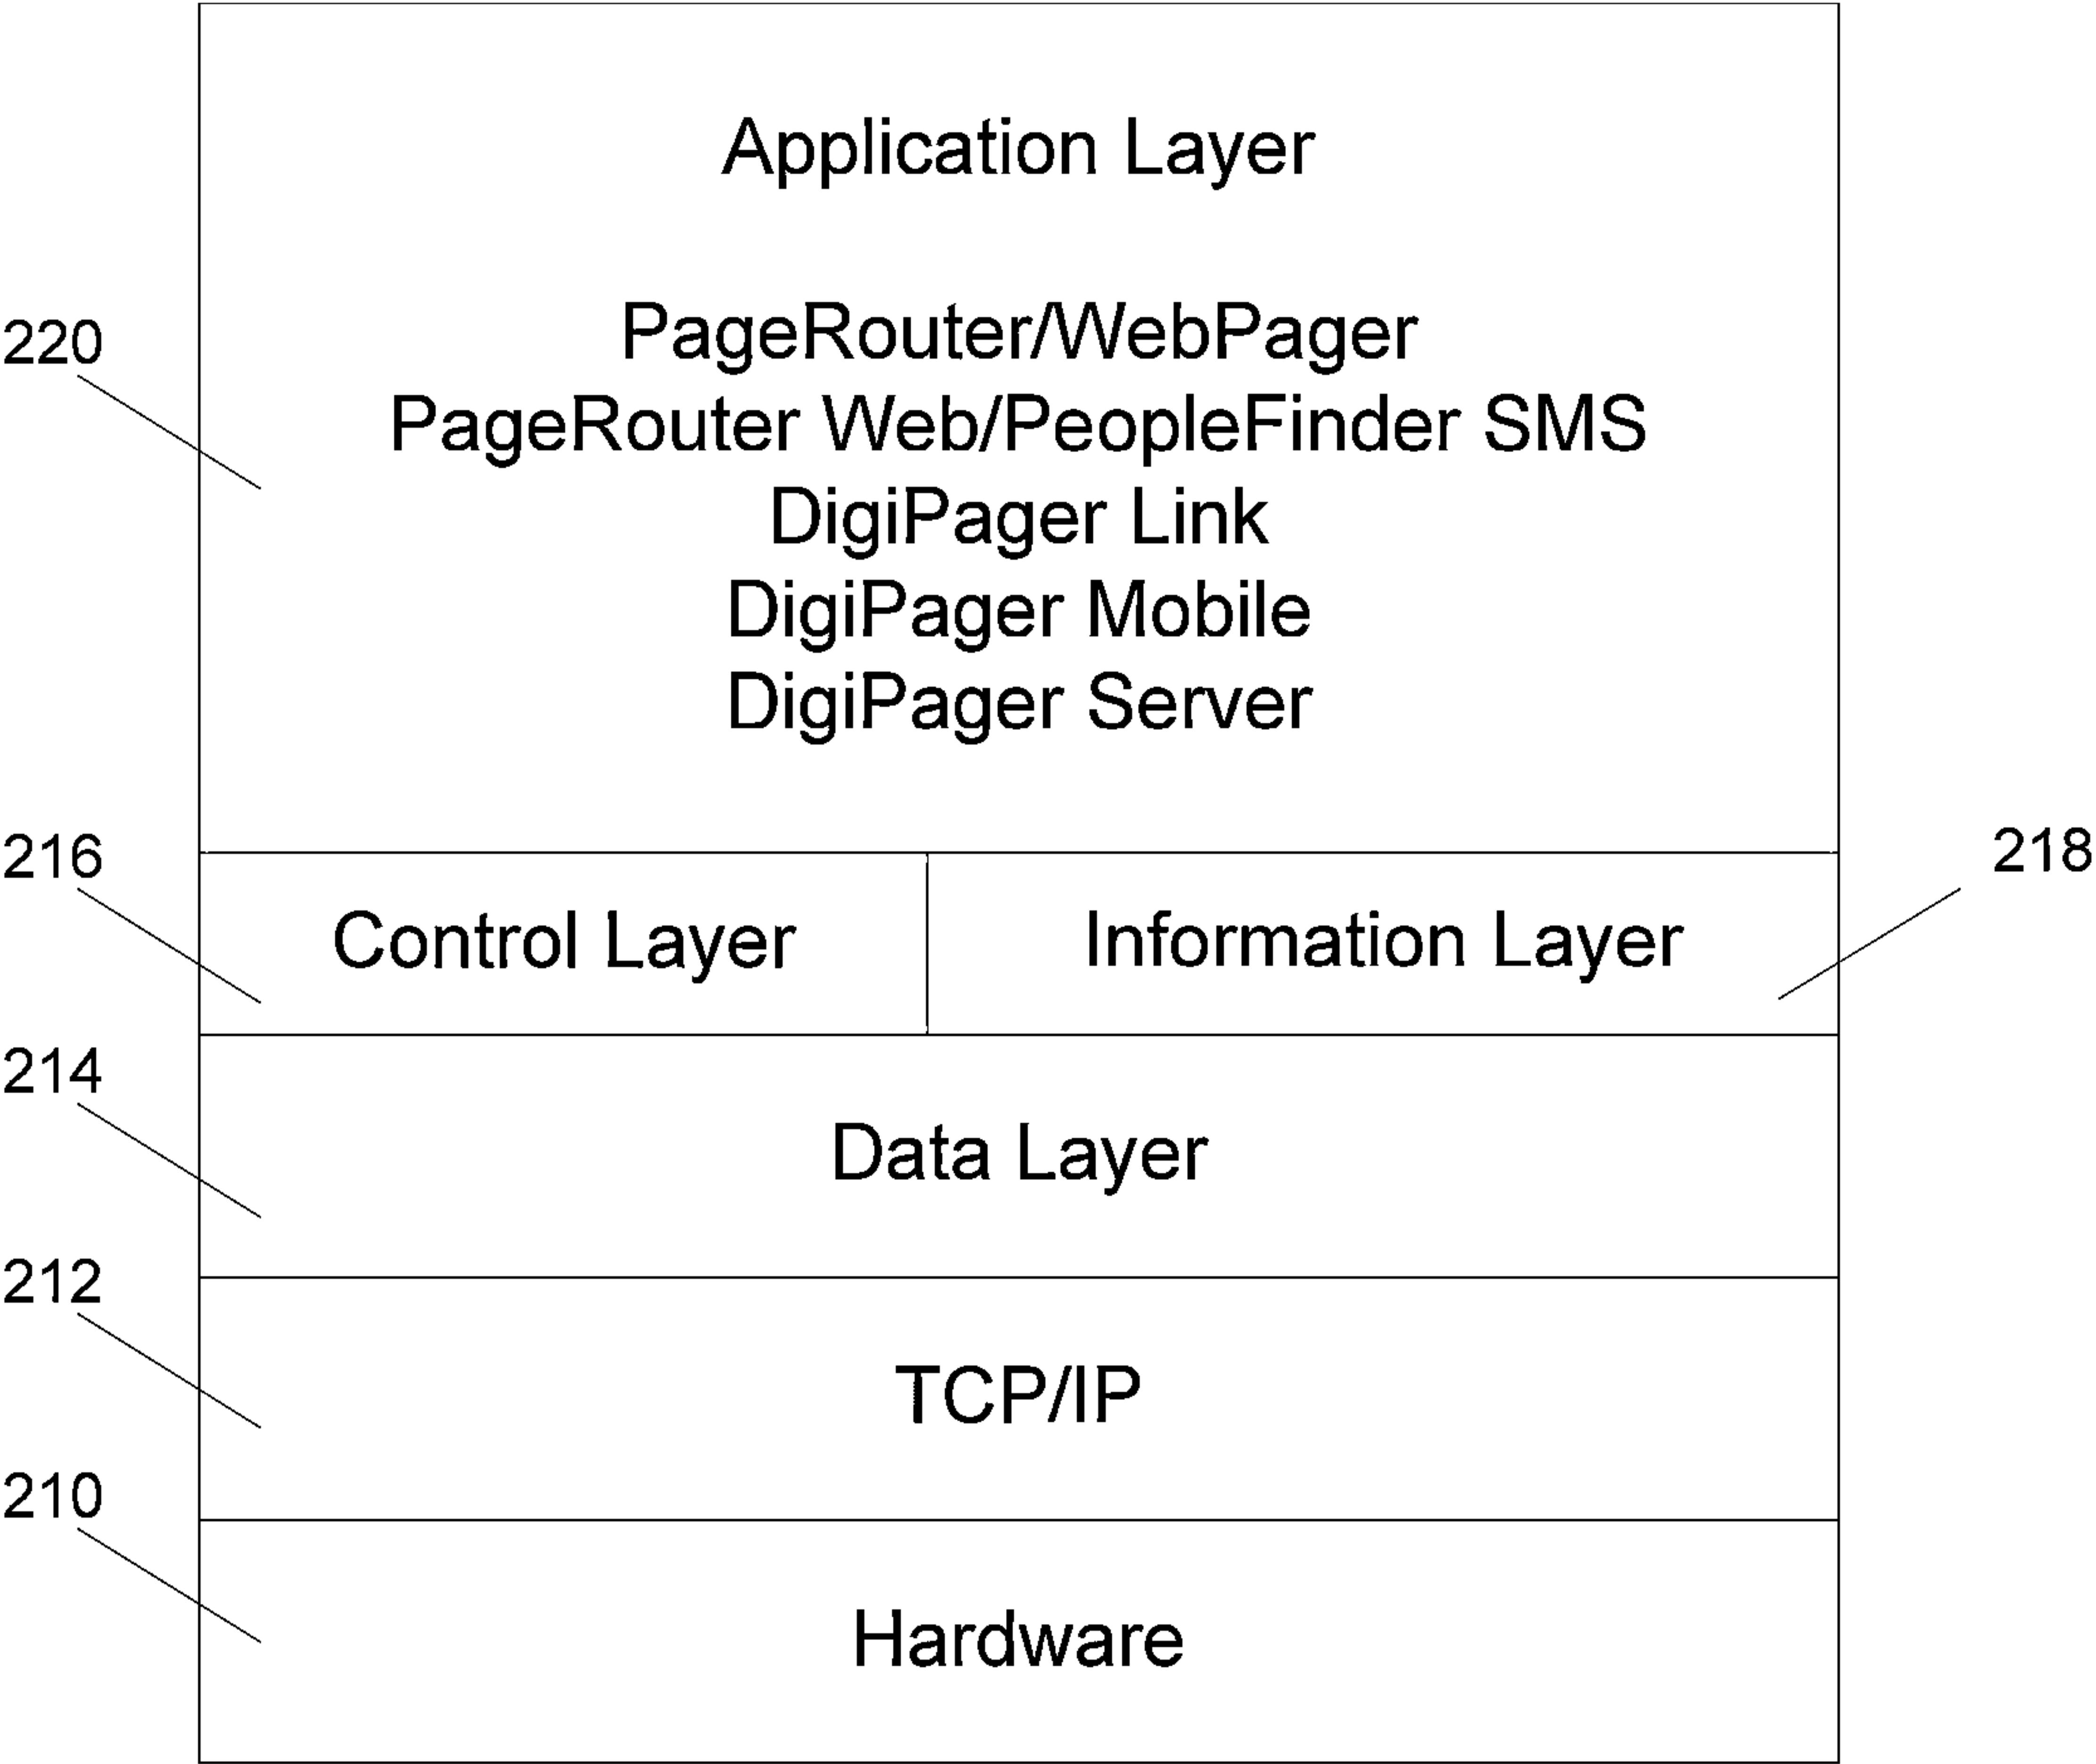 Application Layer
220
PageRouter/WebPager
PageRouter Web/PeopleFinder SMS
DigiPager Link
DigiPager Mobile
DigiPager Server
216
218
Control Layer
Information Layer
214
Data Layer
212
TCP/IP
210
Hardware